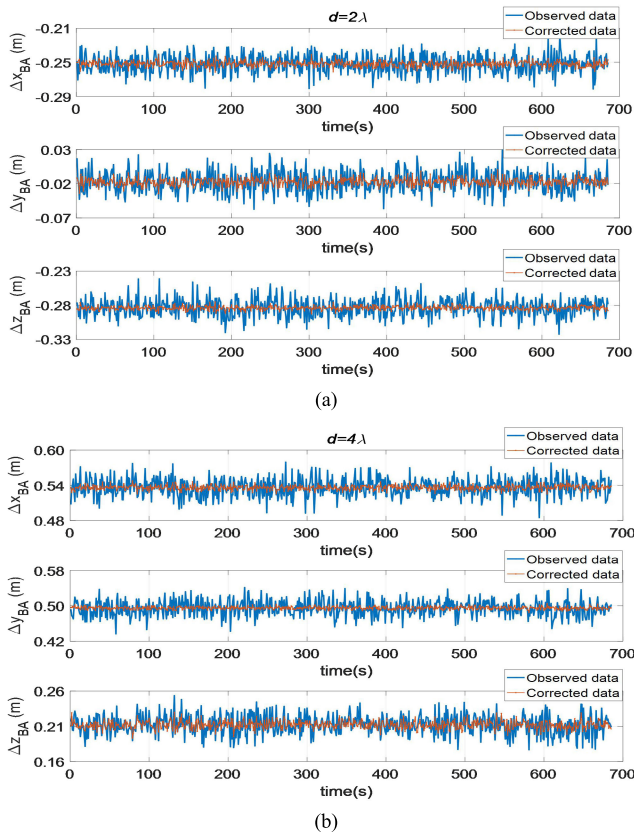 d=2λ
Observed data
Corrected data
Δx_BA (m)
-0.21
-0.25
-0.29
0 100 200 300 400 500 600 700
time(s)
Observed data
Corrected data
Δy_BA (m)
0.03
-0.02
-0.07
0 100 200 300 400 500 600 700
time(s)
Observed data
Corrected data
Δz_BA (m)
-0.23
-0.28
-0.33
0 100 200 300 400 500 600 700
time(s)
(a)
d=4λ
Observed data
Corrected data
Δx_BA (m)
0.60
0.54
0.48
0 100 200 300 400 500 600 700
time(s)
Observed data
Corrected data
Δy_BA (m)
0.58
0.50
0.42
0 100 200 300 400 500 600 700
time(s)
Observed data
Corrected data
Δz_BA (m)
0.26
0.21
0.16
0 100 200 300 400 500 600 700
time(s)
(b)